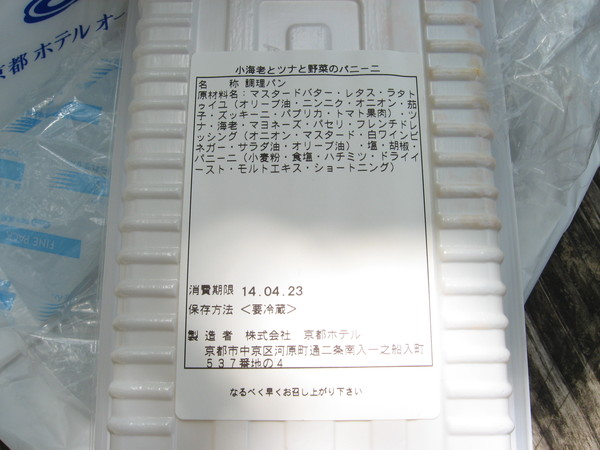 京都 ホテル オー
FINE PACK
小海老とツナと野菜のパニーニ
名　　称 調理パン
原材料名：マスタードバター・レタス・ラタト
ゥイユ（オリーブ油・ニンニク・オニオン・茄
子・ズッキーニ・パプリカ・トマト果肉）・ツ
ナ・海老・マヨネーズ・パセリ・フレンチドレ
ッシング（オニオン・マスタード・白ワインビ
ネガー・サラダ油・オリーブ油）・塩・胡椒・
パニーニ（小麦粉・食塩・ハチミツ・ドライイ
ースト・モルトエキス・ショートニング）
消費期限 14.04.23
保存方法 ＜要冷蔵＞
製 造 者　株式会社　京都ホテル
京都市中京区河原町通二条南入一之船入町
５３７番地の４
なるべく早くお召し上がり下さい